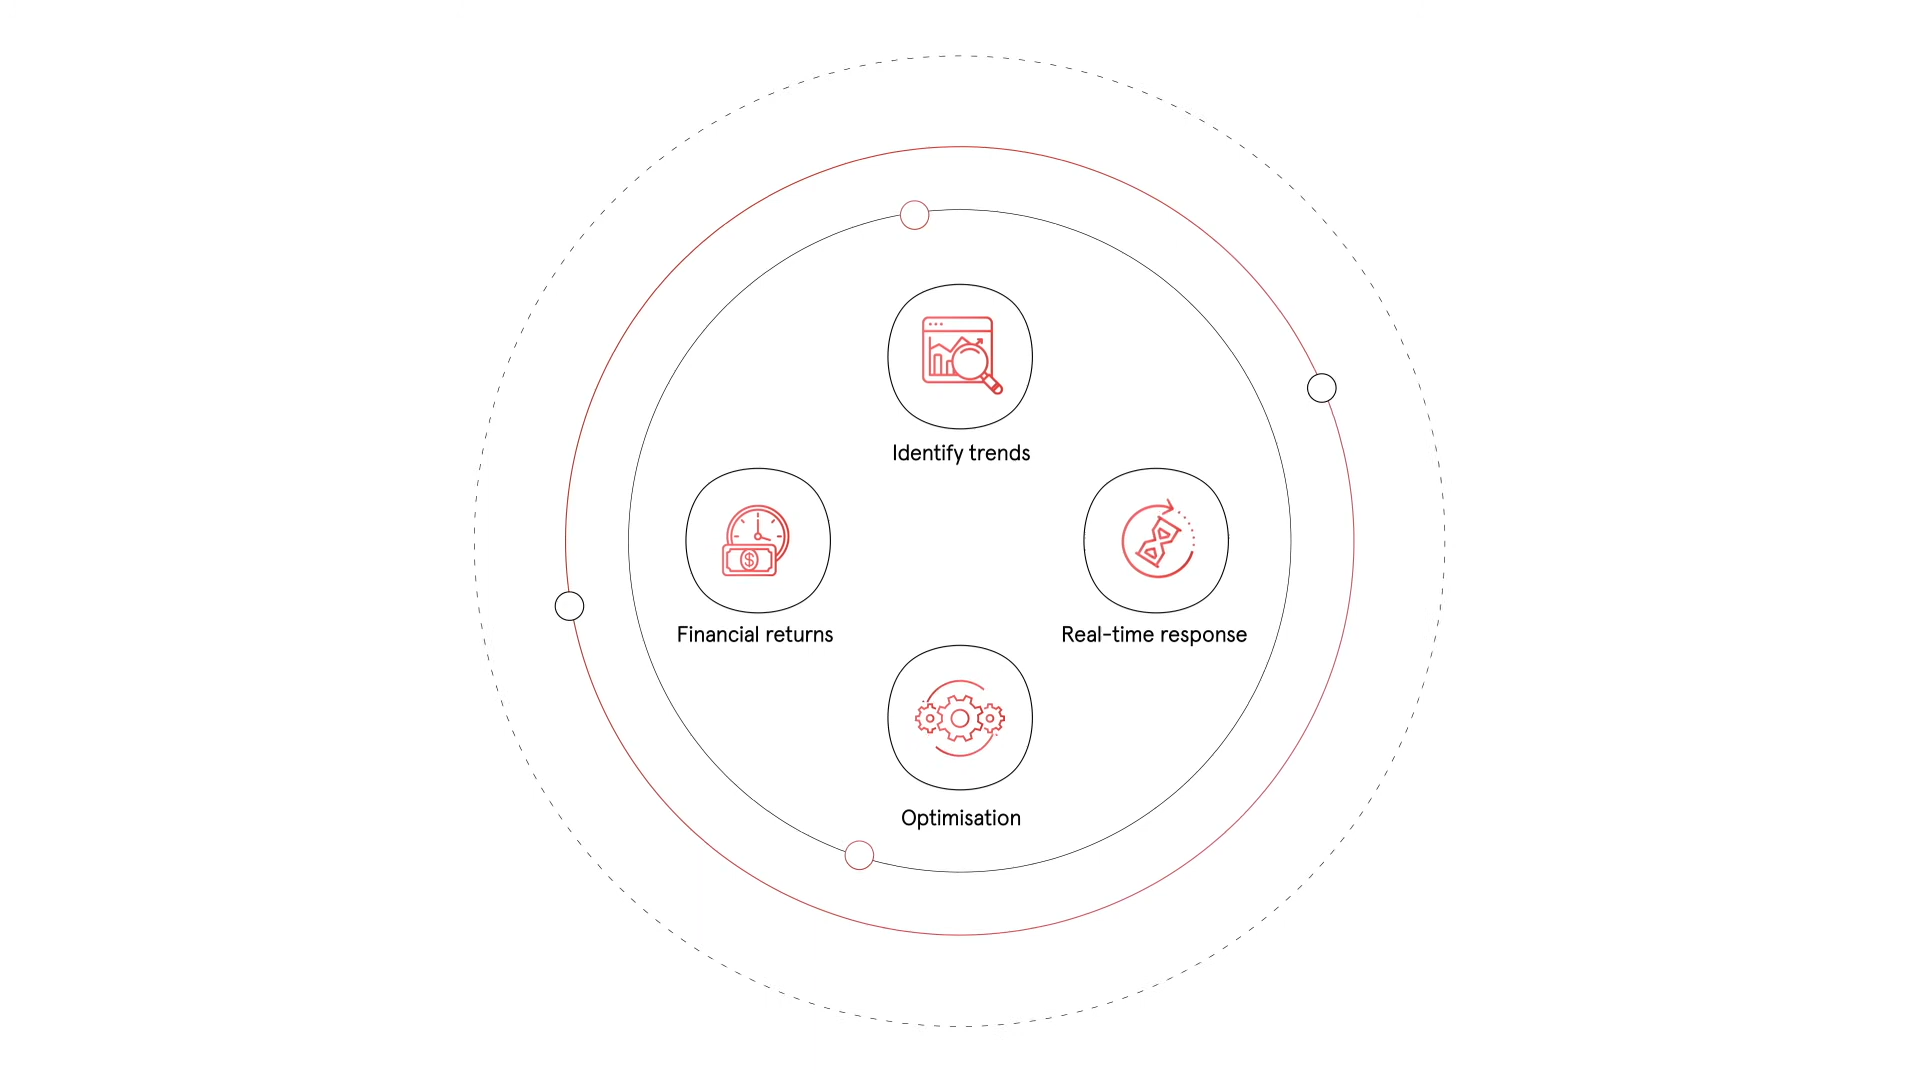 Identify trends
Financial returns
Real-time response
Optimisation